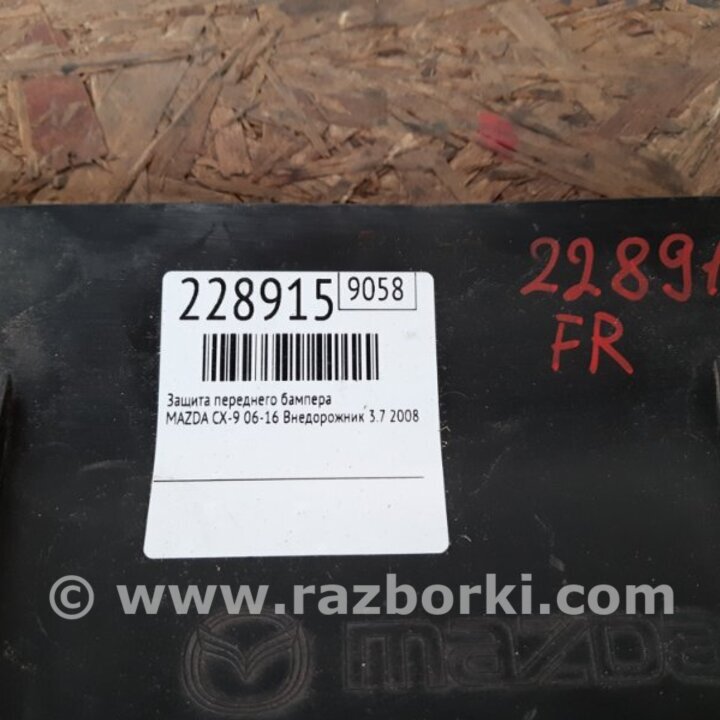 22891
FR
228915 9058
Защита переднего бампера
MAZDA CX-9 06-16 Внедорожник 3.7 2008
© www.razborki.com
mazda